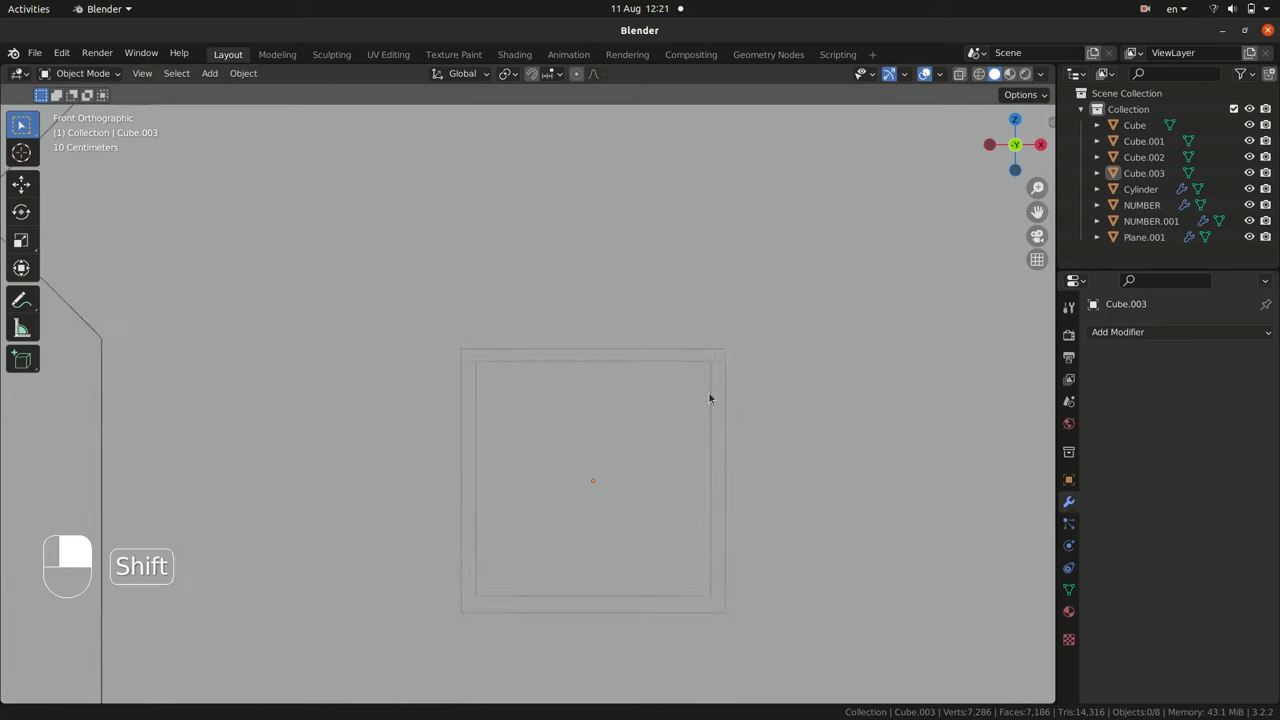 Activities
Blender
11 Aug 12:21
en
Blender
File Edit Render Window Help
Layout Modeling Sculpting UV Editing Texture Paint Shading Animation Rendering Compositing Geometry Nodes Scripting
Scene
ViewLayer
Object Mode View Select Add Object
Global
Options
Front Orthographic
(1) Collection | Cube.003
10 Centimeters
Z
-Y
X
Scene Collection
Collection
Cube
Cube.001
Cube.002
Cube.003
Cylinder
NUMBER
NUMBER.001
Plane.001
Cube.003
Add Modifier
Shift
Collection | Cube.003 | Verts:7,286 | Faces:7,186 | Tris:14,316 | Objects:0/8 | Memory: 43.1 MiB | 3.2.2